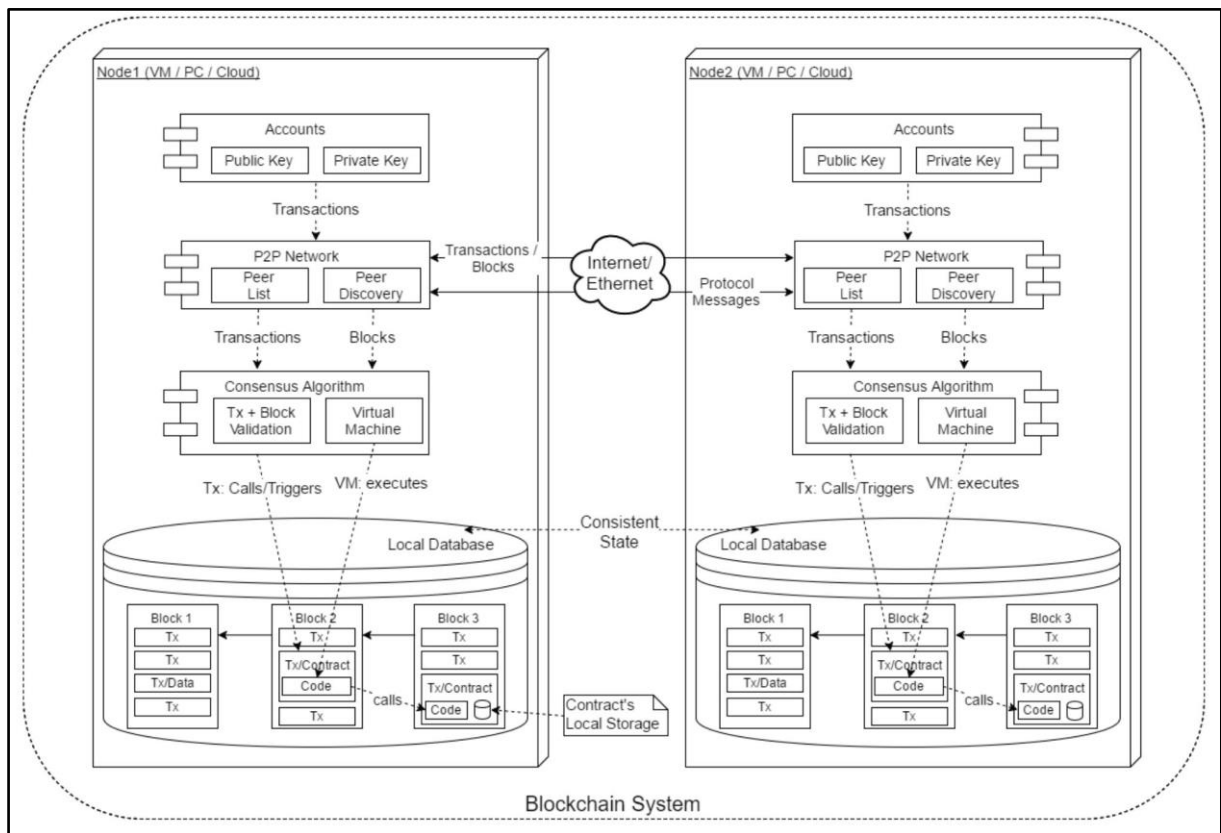 Node1 (VM / PC / Cloud)
Accounts
Public Key
Private Key
Transactions
P2P Network
Peer
List
Peer
Discovery
Transactions
Blocks
Consensus Algorithm
Tx + Block
Validation
Virtual
Machine
Tx: Calls/Triggers
VM: executes
Local Database
Block 1
Tx
Tx
Tx/Data
Tx
Block 2
Tx
Tx/Contract
Code
Tx
calls
Block 3
Tx
Tx
Tx/Contract
Code
Transactions /
Blocks
Internet/
Ethernet
Protocol
Messages
Consistent
State
Contract's
Local Storage
Node2 (VM / PC / Cloud)
Accounts
Public Key
Private Key
Transactions
P2P Network
Peer
List
Peer
Discovery
Transactions
Blocks
Consensus Algorithm
Tx + Block
Validation
Virtual
Machine
Tx: Calls/Triggers
VM: executes
Local Database
Block 1
Tx
Tx
Tx/Data
Tx
Block 2
Tx
Tx/Contract
Code
Tx
calls
Block 3
Tx
Tx
Tx/Contract
Code
Blockchain System